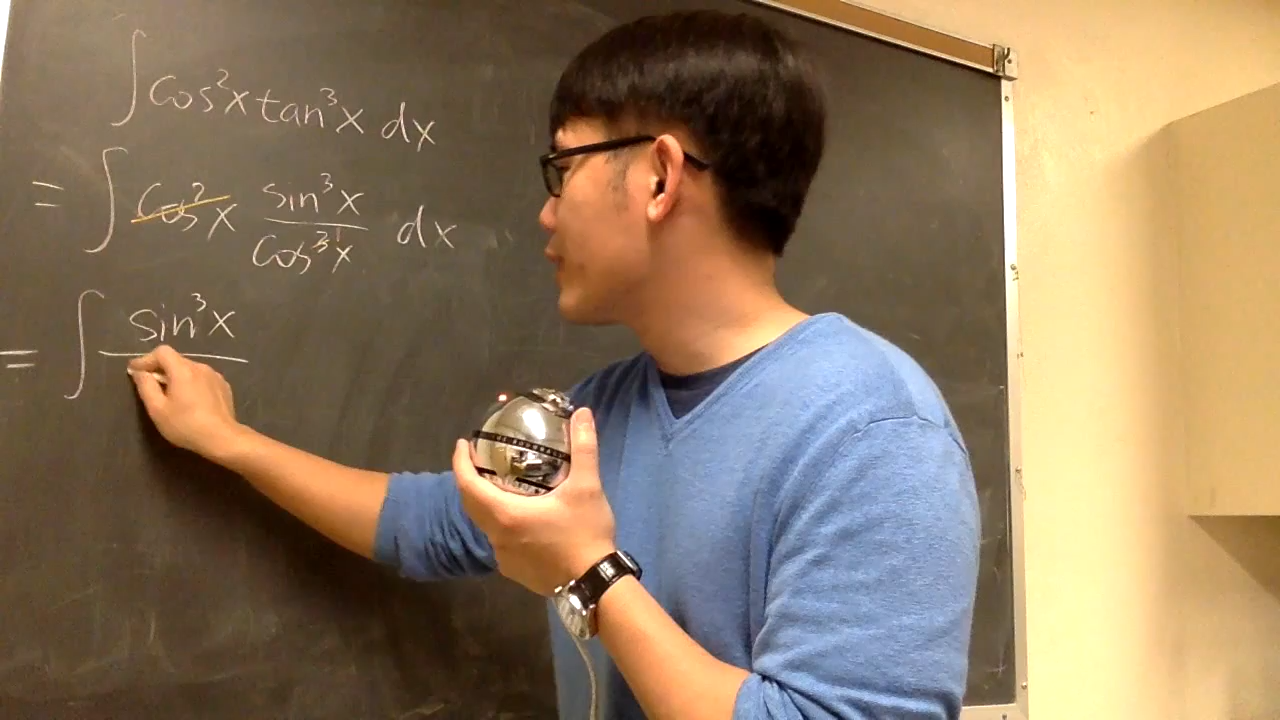 ∫ cos²x tan³x dx
= ∫ cos²x sin³x/cos³x dx
= ∫ sin³x/